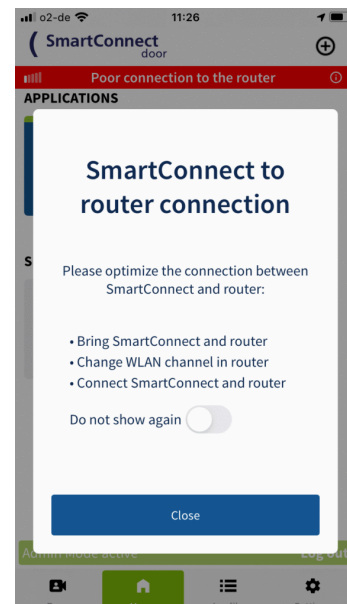 o2-de
11:26
SmartConnect
door
Poor connection to the router
APPLICATIONS
SmartConnect to
router connection
Please optimize the connection between
SmartConnect and router:
• Bring SmartConnect and router
• Change WLAN channel in router
• Connect SmartConnect and router
Do not show again
Close
Admin Mode active
Log out